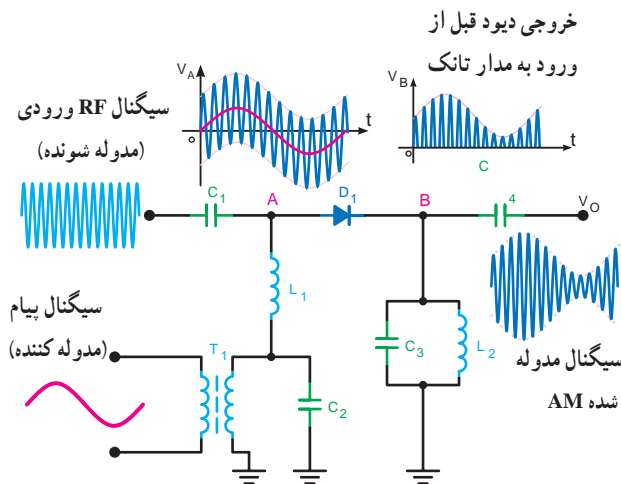 خروجی دیود قبل از
ورود به مدار تانک
سیگنال RF ورودی
(مدوله شونده)
V_A
t
o
V_B
t
o
C
C₁
A
D₁
B
4
V_O
L₁
سیگنال پیام
(مدوله کننده)
T₁
C₂
C₃
L₂
سیگنال مدوله
شده AM